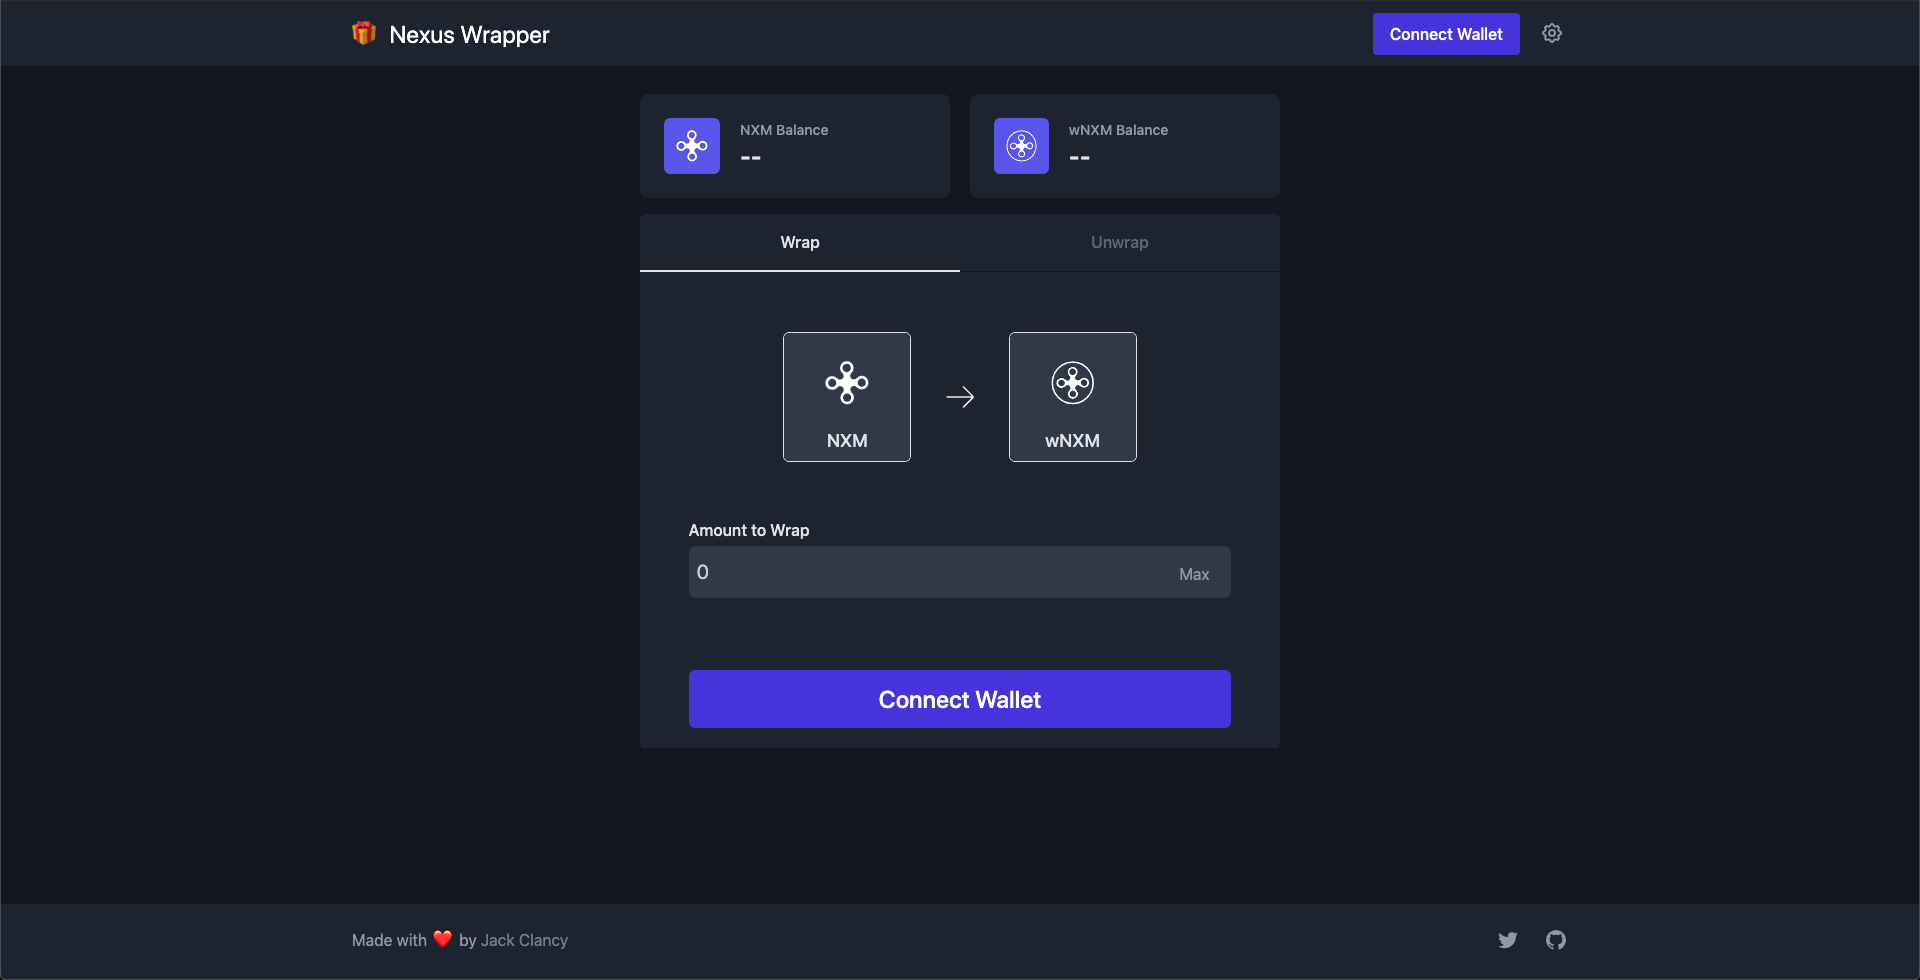 Nexus Wrapper
Connect Wallet
NXM Balance
--
wNXM Balance
--
Wrap
Unwrap
NXM
wNXM
Amount to Wrap
0
Max
Connect Wallet
Made with ❤️ by Jack Clancy